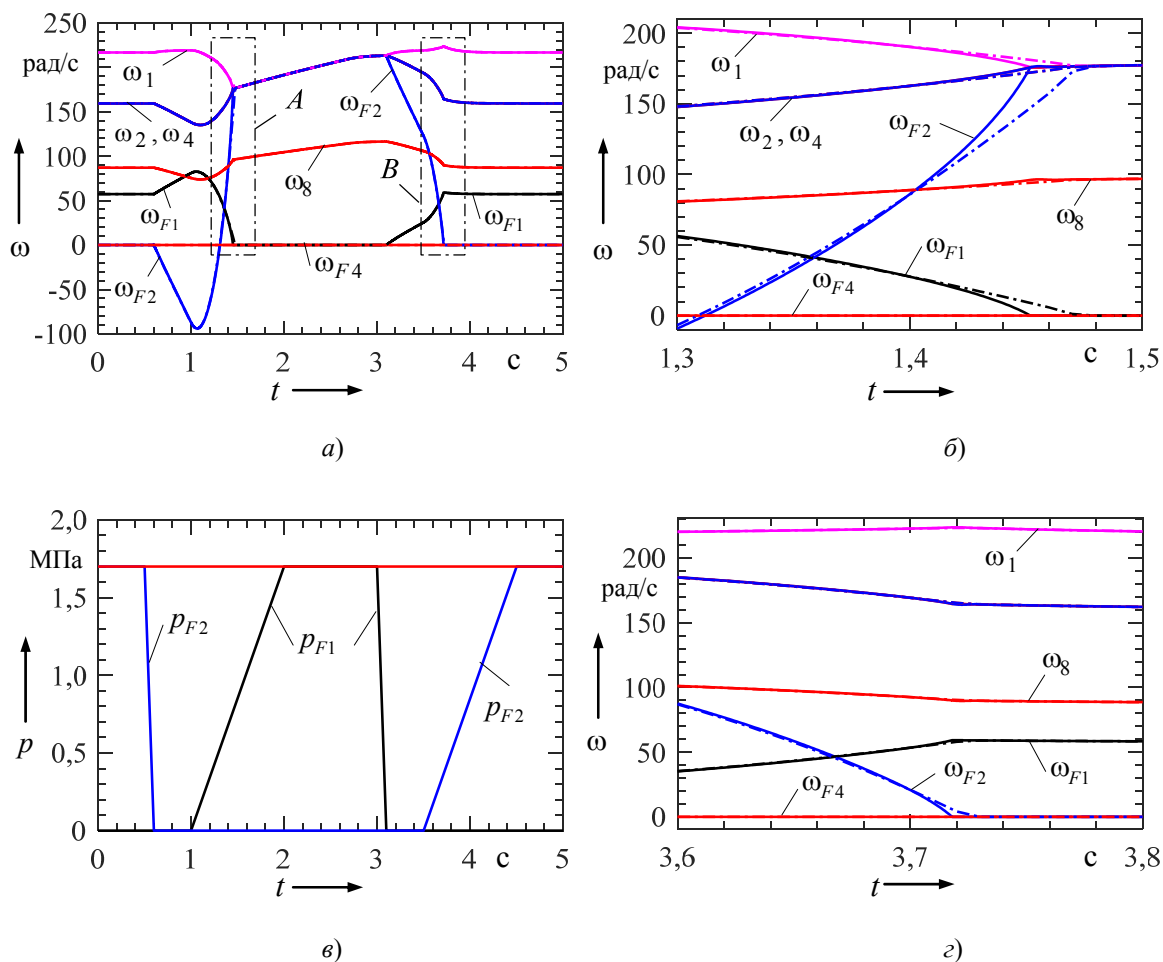 250
рад/с
150
100
50
ω
0
-50
-100
ω1
ω2 , ω4
A
ωF2
B
ω8
ωF1
ωF1
ωF4
ωF2
0 1 2 3 4 с 5
t
а)
200
рад/с
150
100
50
ω
0
ω1
ω2 , ω4
ωF2
ω8
ωF1
ωF4
1,3 1,4 с 1,5
t
б)
2,0
МПа
1,5
1,0
0,5
p
0
pF2
pF1
pF2
0 1 2 3 4 с 5
t
в)
200
рад/с
150
100
50
ω
0
ω1
ω8
ωF2
ωF1
ωF4
3,6 3,7 с 3,8
t
г)